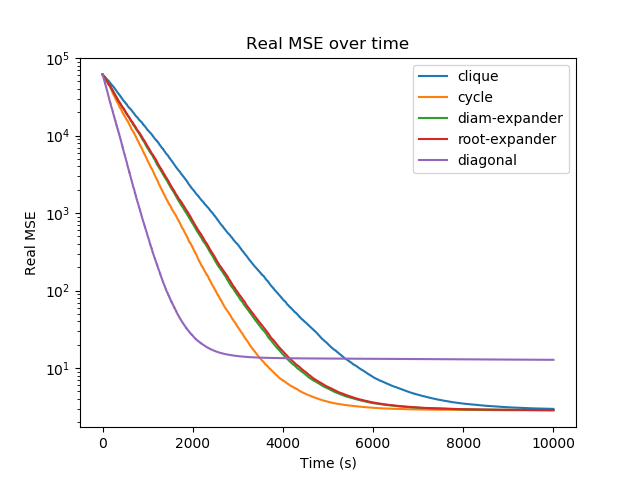 Real MSE over time
Real MSE
10^5
10^4
10^3
10^2
10^1
clique
cycle
diam-expander
root-expander
diagonal
0 2000 4000 6000 8000 10000
Time (s)